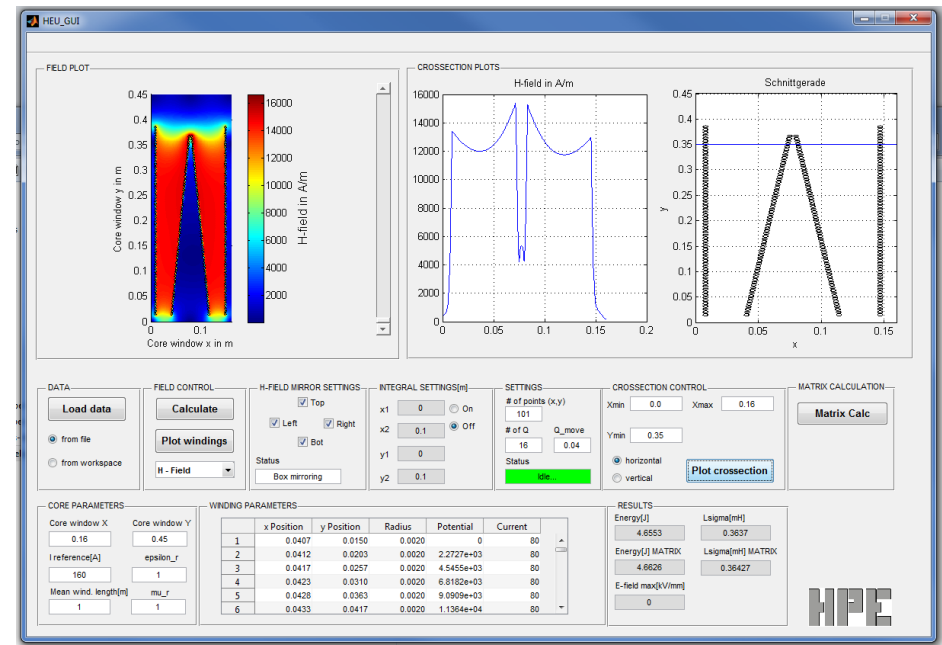 HEU_GUI
FIELD PLOT
0.45
0.4
0.35
0.3
0.25
0.2
0.15
0.1
0.05
0
0 0.1
Core window y in m
Core window x in m
16000
14000
12000
10000
8000
6000
4000
2000
H-field in A/m
CROSSECTION PLOTS
H-field in A/m
16000
14000
12000
10000
8000
6000
4000
2000
0
0 0.05 0.1 0.15 0.2
Schnittgerade
0.45
0.4
0.35
0.3
0.25
0.2
0.15
0.1
0.05
0
0 0.05 0.1 0.15
y
x
DATA
Load data
from file
from workspace
FIELD CONTROL
Calculate
Plot windings
H - Field
H-FIELD MIRROR SETTINGS
Top
Left Right
Bot
Status
Box mirroring
INTEGRAL SETTINGS[m]
x1 0 On
x2 0.1 Off
y1 0
y2 0.1
SETTINGS
# of points (x,y)
101
# of Q Q_move
16 0.04
Status
Idle...
CROSSECTION CONTROL
Xmin 0.0 Xmax 0.16
Ymin 0.35
horizontal
vertical
Plot crossection
MATRIX CALCULATION
Matrix Calc
CORE PARAMETERS
Core window X Core window Y
0.16 0.45
I reference[A] epsilon_r
160 1
Mean wind. length[m] mu_r
1 1
WINDING PARAMETERS
x Position y Position Radius Potential Current
1 0.0407 0.0150 0.0020 0 80
2 0.0412 0.0203 0.0020 2.2727e+03 80
3 0.0417 0.0257 0.0020 4.5455e+03 80
4 0.0423 0.0310 0.0020 6.8182e+03 80
5 0.0428 0.0363 0.0020 9.0909e+03 80
6 0.0433 0.0417 0.0020 1.1364e+04 80
RESULTS
Energy[J] Lsigma[mH]
4.6553 0.3637
Energy[J] MATRIX Lsigma[mH] MATRIX
4.6626 0.36427
E-field max[kV/mm]
0
HPE